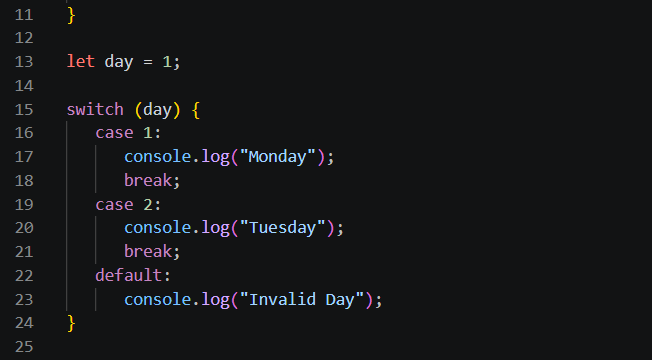 11 }
12
13 let day = 1;
14
15 switch (day) {
16 case 1:
17 console.log("Monday");
18 break;
19 case 2:
20 console.log("Tuesday");
21 break;
22 default:
23 console.log("Invalid Day");
24 }
25